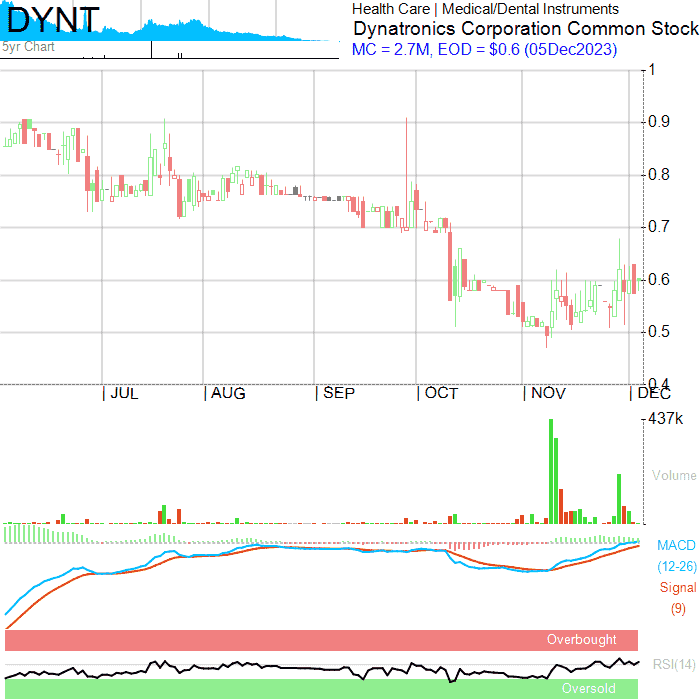 DYNT
5yr Chart
Health Care | Medical/Dental Instruments
Dynatronics Corporation Common Stock
MC = 2.7M, EOD = $0.6 (05Dec2023)
1
0.9
0.8
0.7
0.6
0.5
0.4
| JUL | AUG | SEP | OCT | NOV | DEC
437k
Volume
MACD
(12-26)
Signal
(9)
Overbought
RSI(14)
Oversold